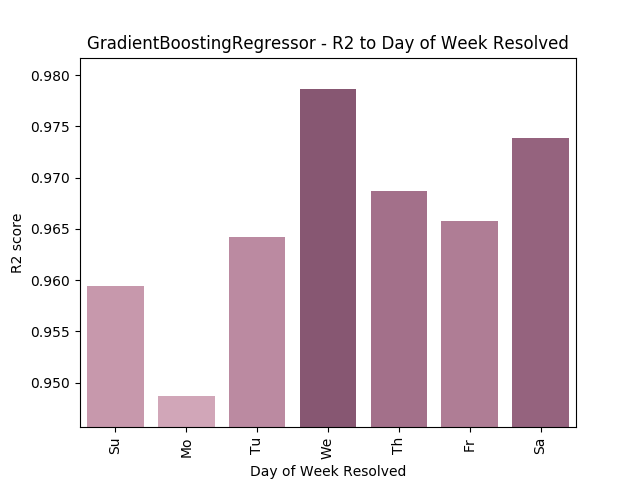 GradientBoostingRegressor - R2 to Day of Week Resolved
0.980
0.975
0.970
0.965
0.960
0.955
0.950
R2 score
Su
Mo
Tu
We
Th
Fr
Sa
Day of Week Resolved